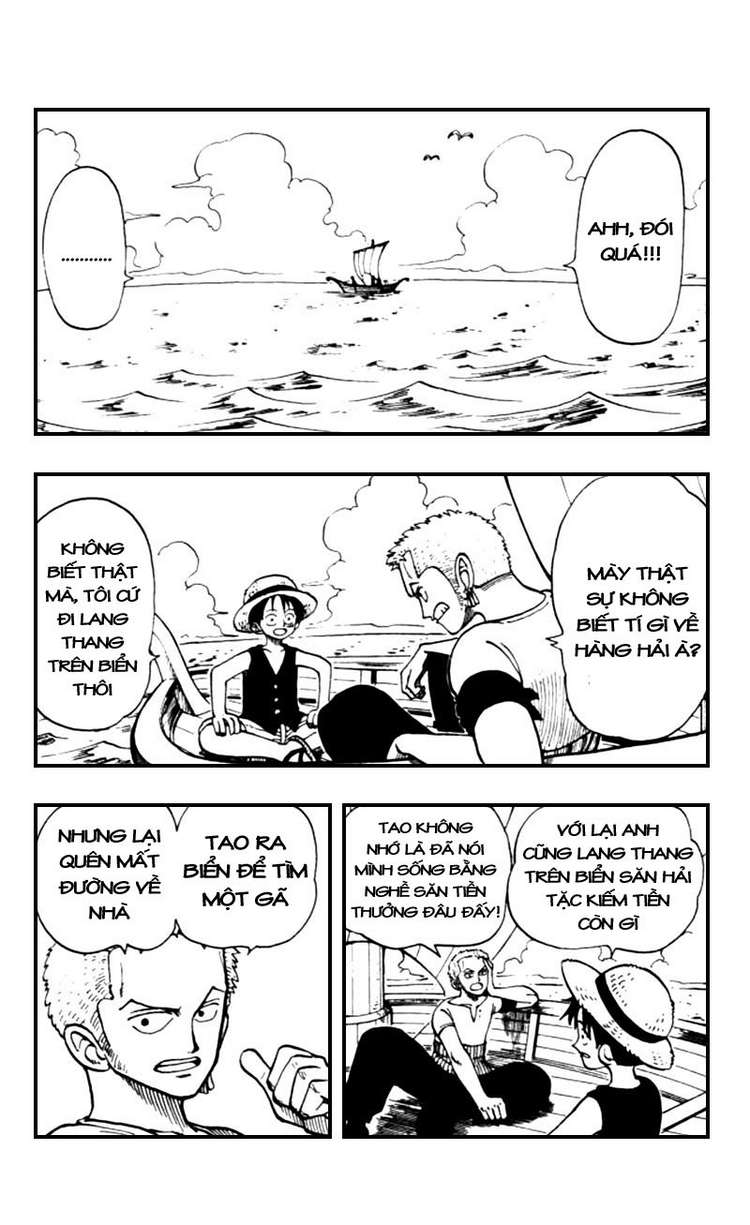 AHH, ĐÓI
QUÁ!!!
............
MÀY THẬT
SỰ KHÔNG
BIẾT TÍ GÌ VỀ
HÀNG HẢI À?
KHÔNG
BIẾT THẬT
MÀ, TÔI CỨ
ĐI LANG
THANG
TRÊN BIỂN
THÔI
VỚI LẠI ANH
CŨNG LANG THANG
TRÊN BIỂN SĂN HẢI
TẶC KIẾM TIỀN
CÒN GÌ
TAO KHÔNG
NHỚ LÀ ĐÃ NÓI
MÌNH SỐNG BẰNG
NGHỀ SĂN TIỀN
THƯỞNG ĐÂU ĐẤY!
TAO RA
BIỂN ĐỂ TÌM
MỘT GÃ
NHƯNG LẠI
QUÊN MẤT
ĐƯỜNG VỀ
NHÀ